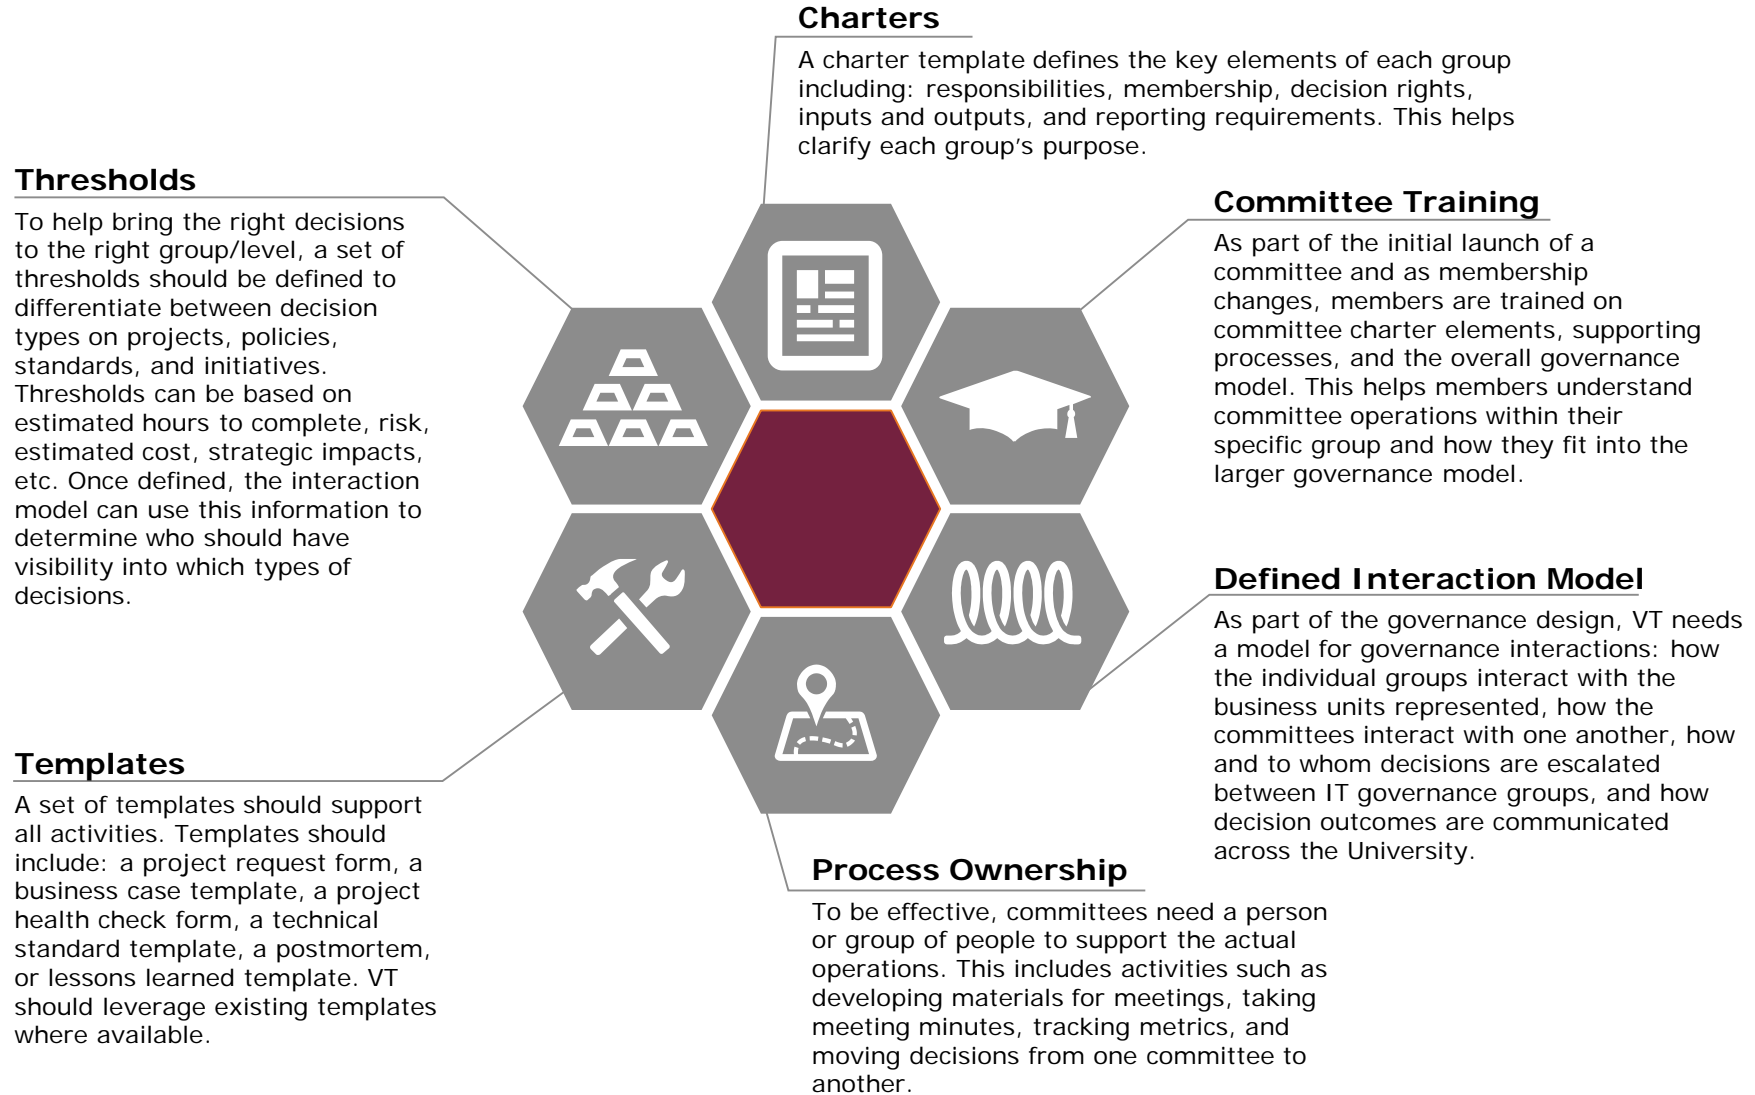 Charters
A charter template defines the key elements of each group
including: responsibilities, membership, decision rights,
inputs and outputs, and reporting requirements. This helps
clarify each group's purpose.
Thresholds
To help bring the right decisions
to the right group/level, a set of
thresholds should be defined to
differentiate between decision
types on projects, policies,
standards, and initiatives.
Thresholds can be based on
estimated hours to complete, risk,
estimated cost, strategic impacts,
etc. Once defined, the interaction
model can use this information to
determine who should have
visibility into which types of
decisions.
Committee Training
As part of the initial launch of a
committee and as membership
changes, members are trained on
committee charter elements, supporting
processes, and the overall governance
model. This helps members understand
committee operations within their
specific group and how they fit into the
larger governance model.
Defined Interaction Model
As part of the governance design, VT needs
a model for governance interactions: how
the individual groups interact with the
business units represented, how the
committees interact with one another, how
and to whom decisions are escalated
between IT governance groups, and how
decision outcomes are communicated
across the University.
Templates
A set of templates should support
all activities. Templates should
include: a project request form, a
business case template, a project
health check form, a technical
standard template, a postmortem,
or lessons learned template. VT
should leverage existing templates
where available.
Process Ownership
To be effective, committees need a person
or group of people to support the actual
operations. This includes activities such as
developing materials for meetings, taking
meeting minutes, tracking metrics, and
moving decisions from one committee to
another.